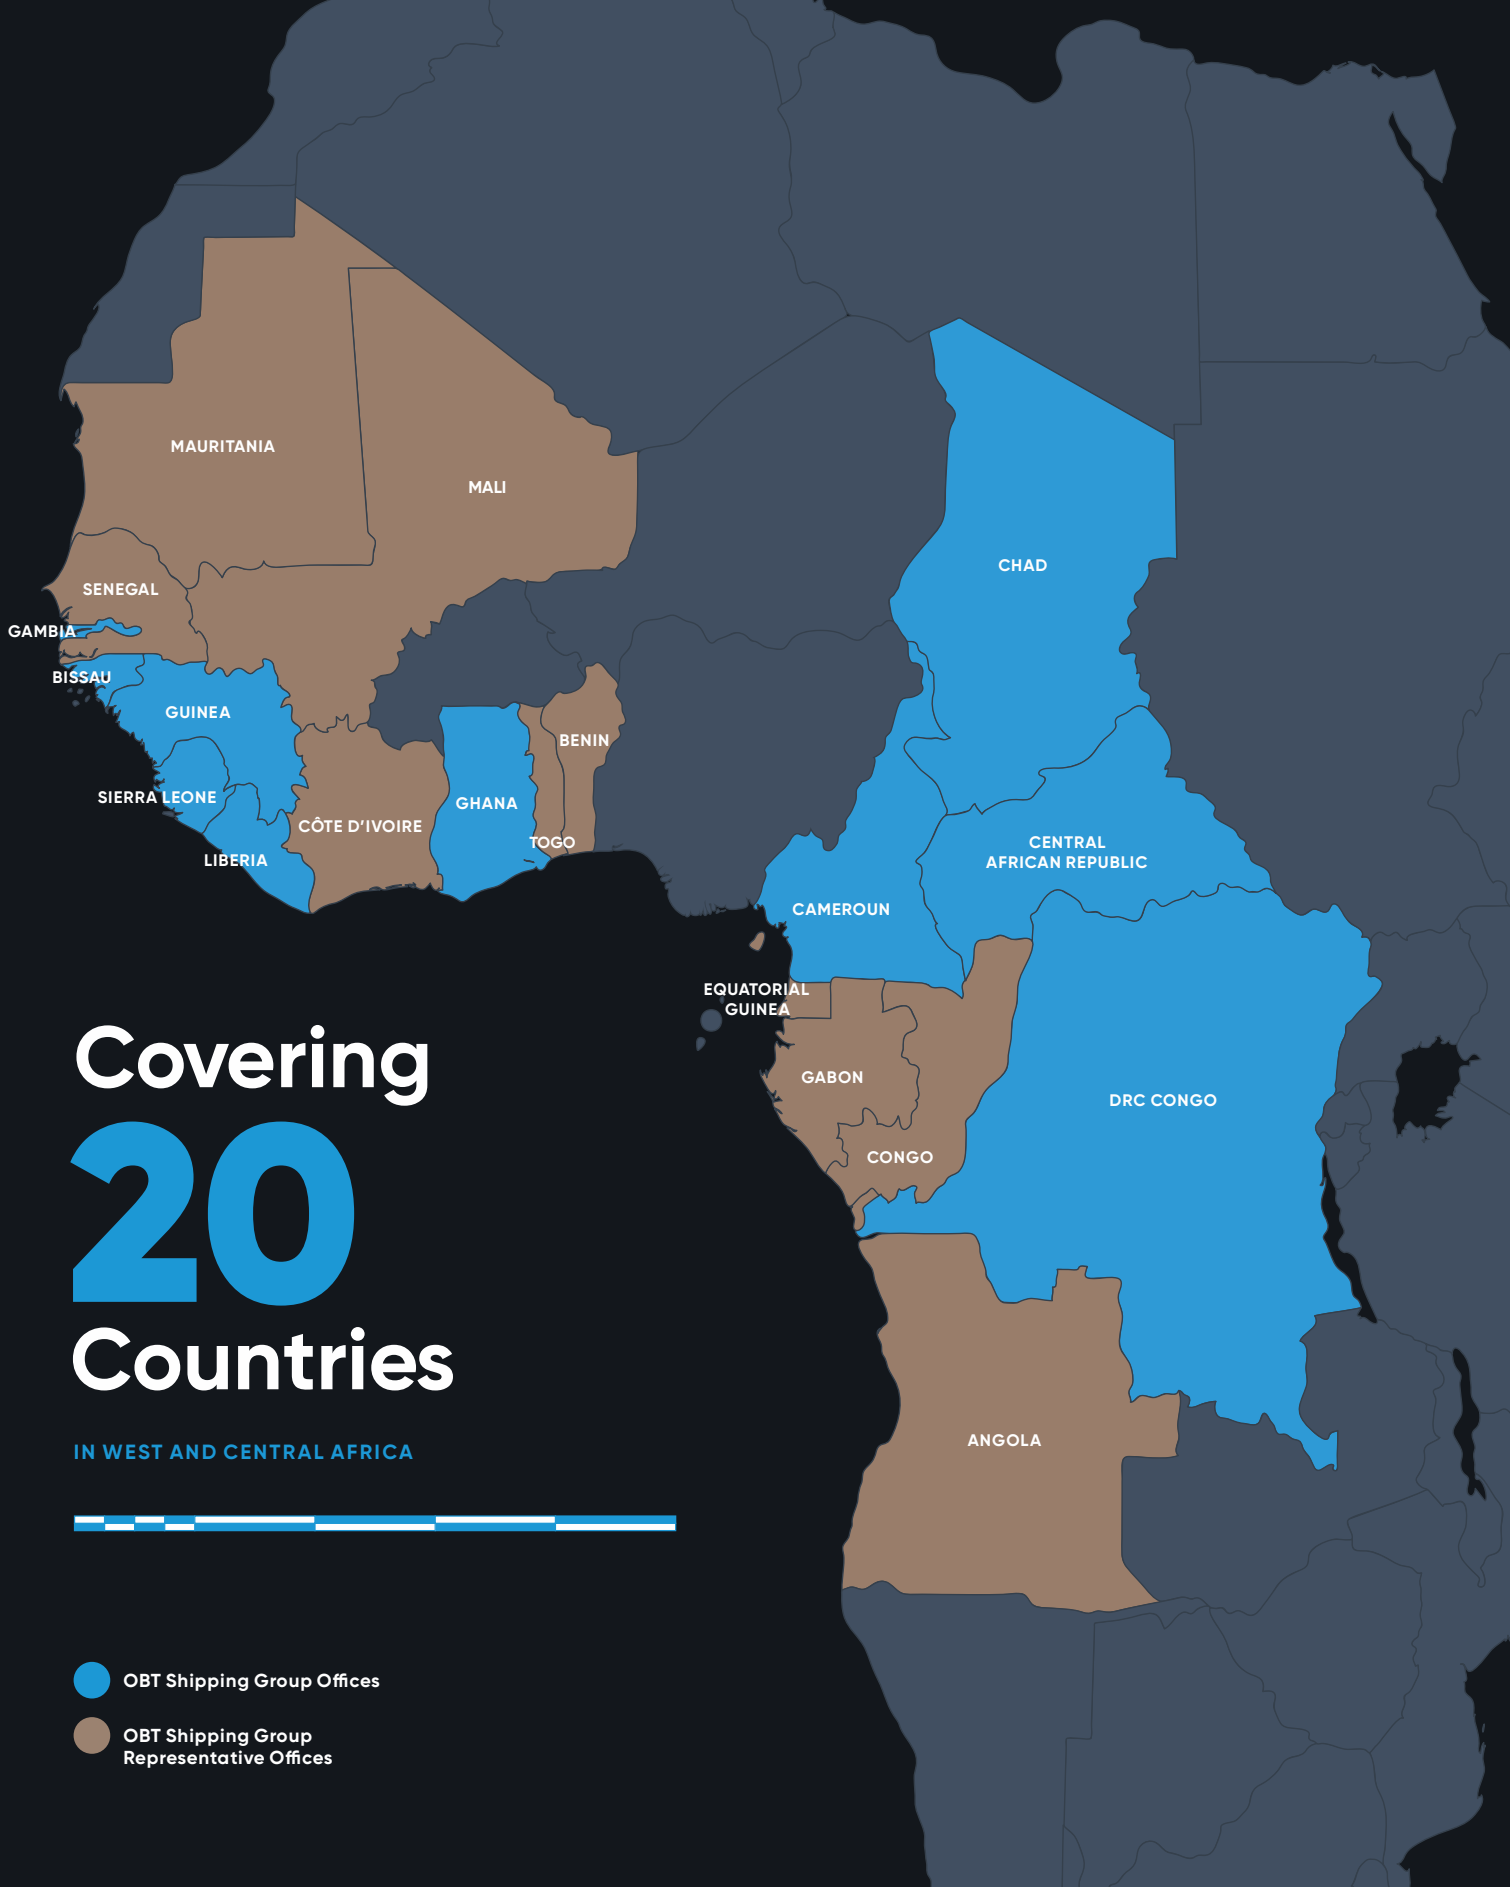 MAURITANIA
MALI
CHAD
SENEGAL
GAMBIA
BISSAU
GUINEA
BENIN
SIERRA LEONE
GHANA
CÔTE D’IVOIRE
TOGO
LIBERIA
CENTRAL
AFRICAN REPUBLIC
CAMEROUN
EQUATORIAL
GUINEA
GABON
DRC CONGO
CONGO
ANGOLA
Covering
20
Countries
IN WEST AND CENTRAL AFRICA
OBT Shipping Group Offices
OBT Shipping Group
Representative Offices